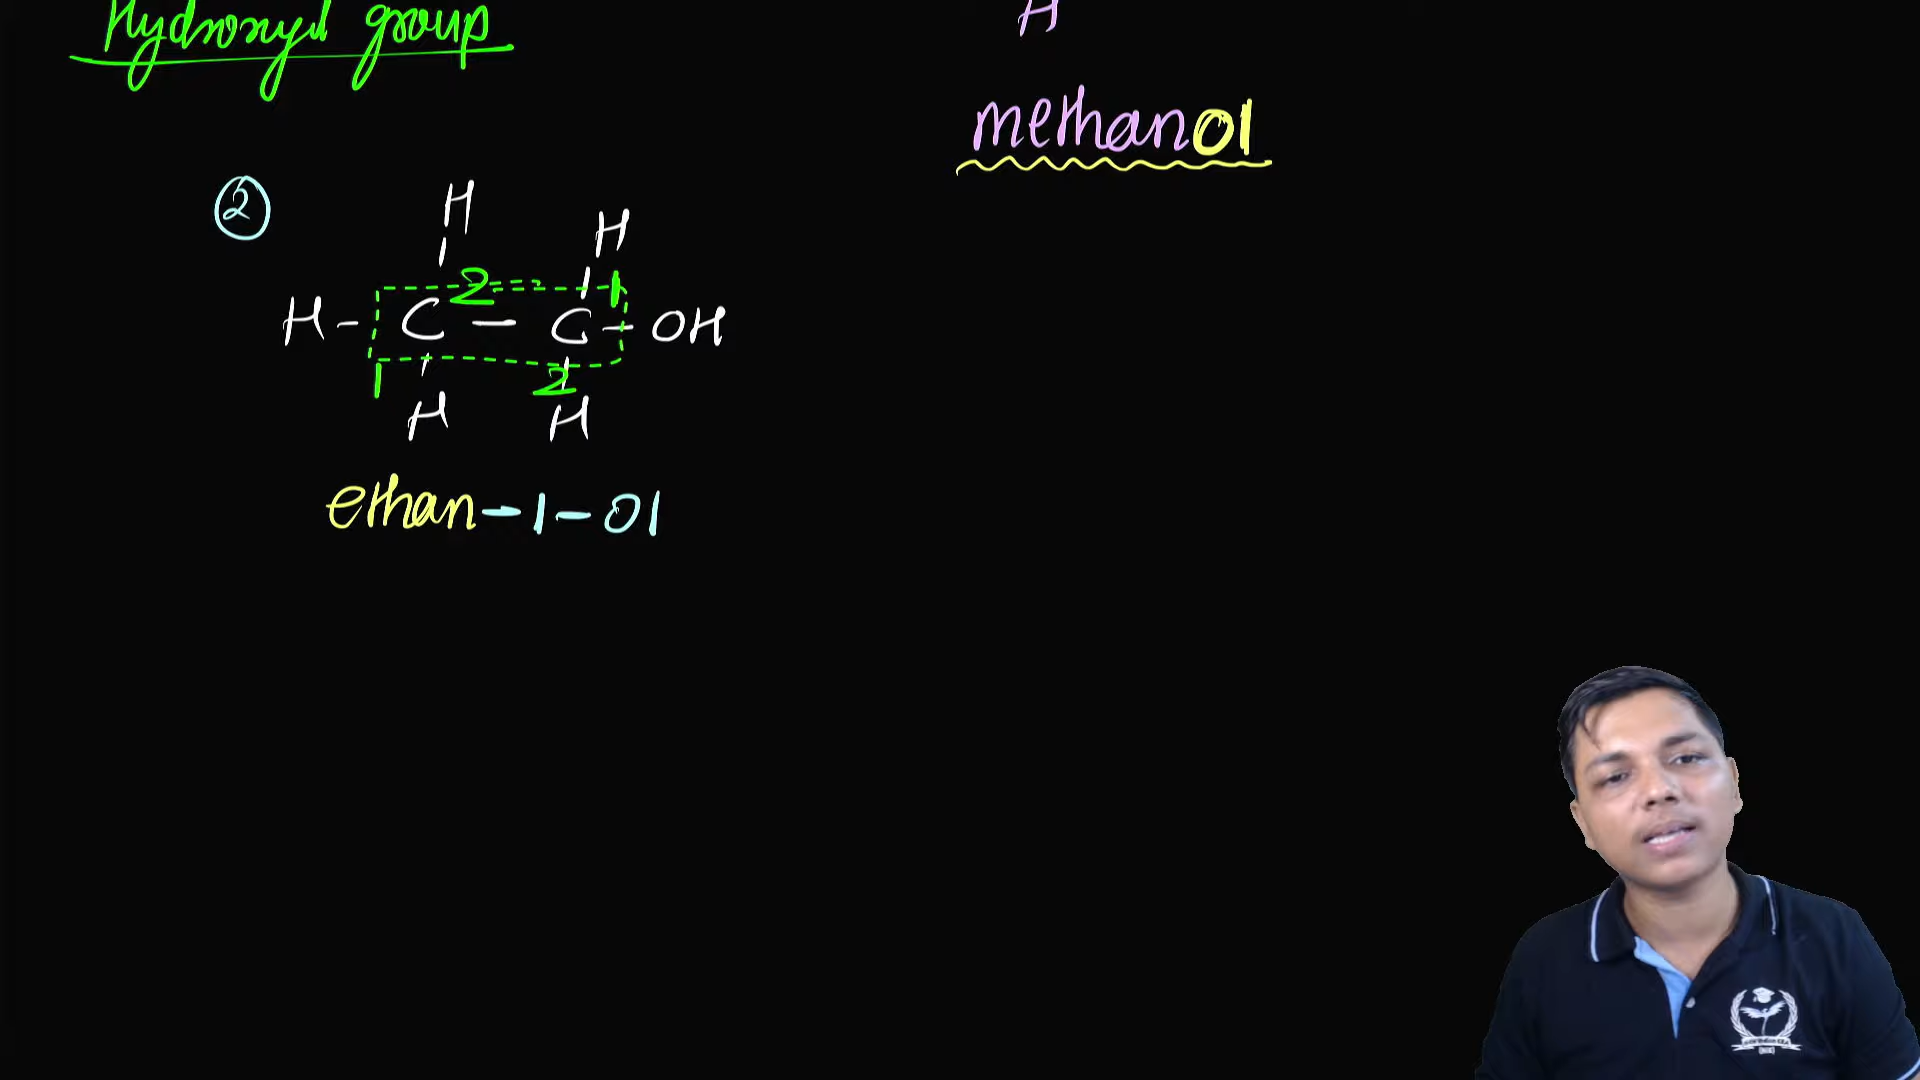 Hydroxyl group
H
methanol
②
H
H
2 1
H - C - C - OH
1 2
H H
ethan-1-ol